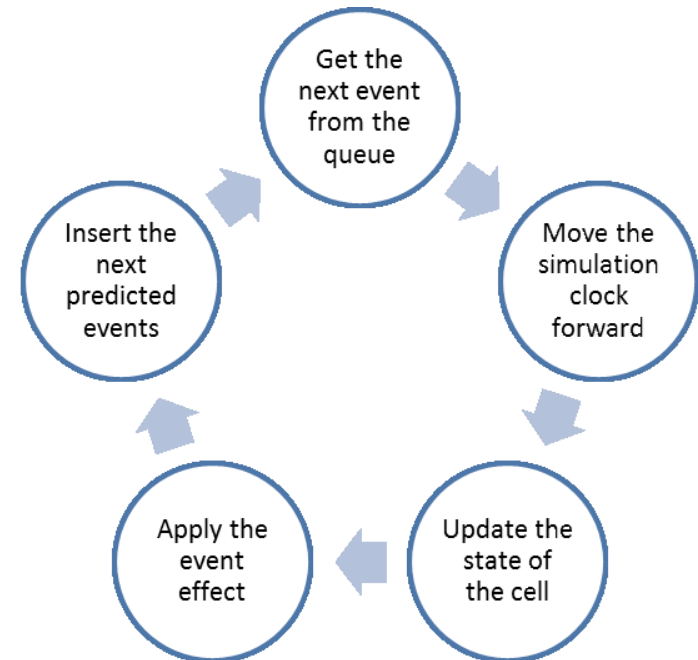 Get the
next event
from the
queue
Move the
simulation
clock
forward
Update the
state of
the cell
Apply the
event
effect
Insert the
next
predicted
events